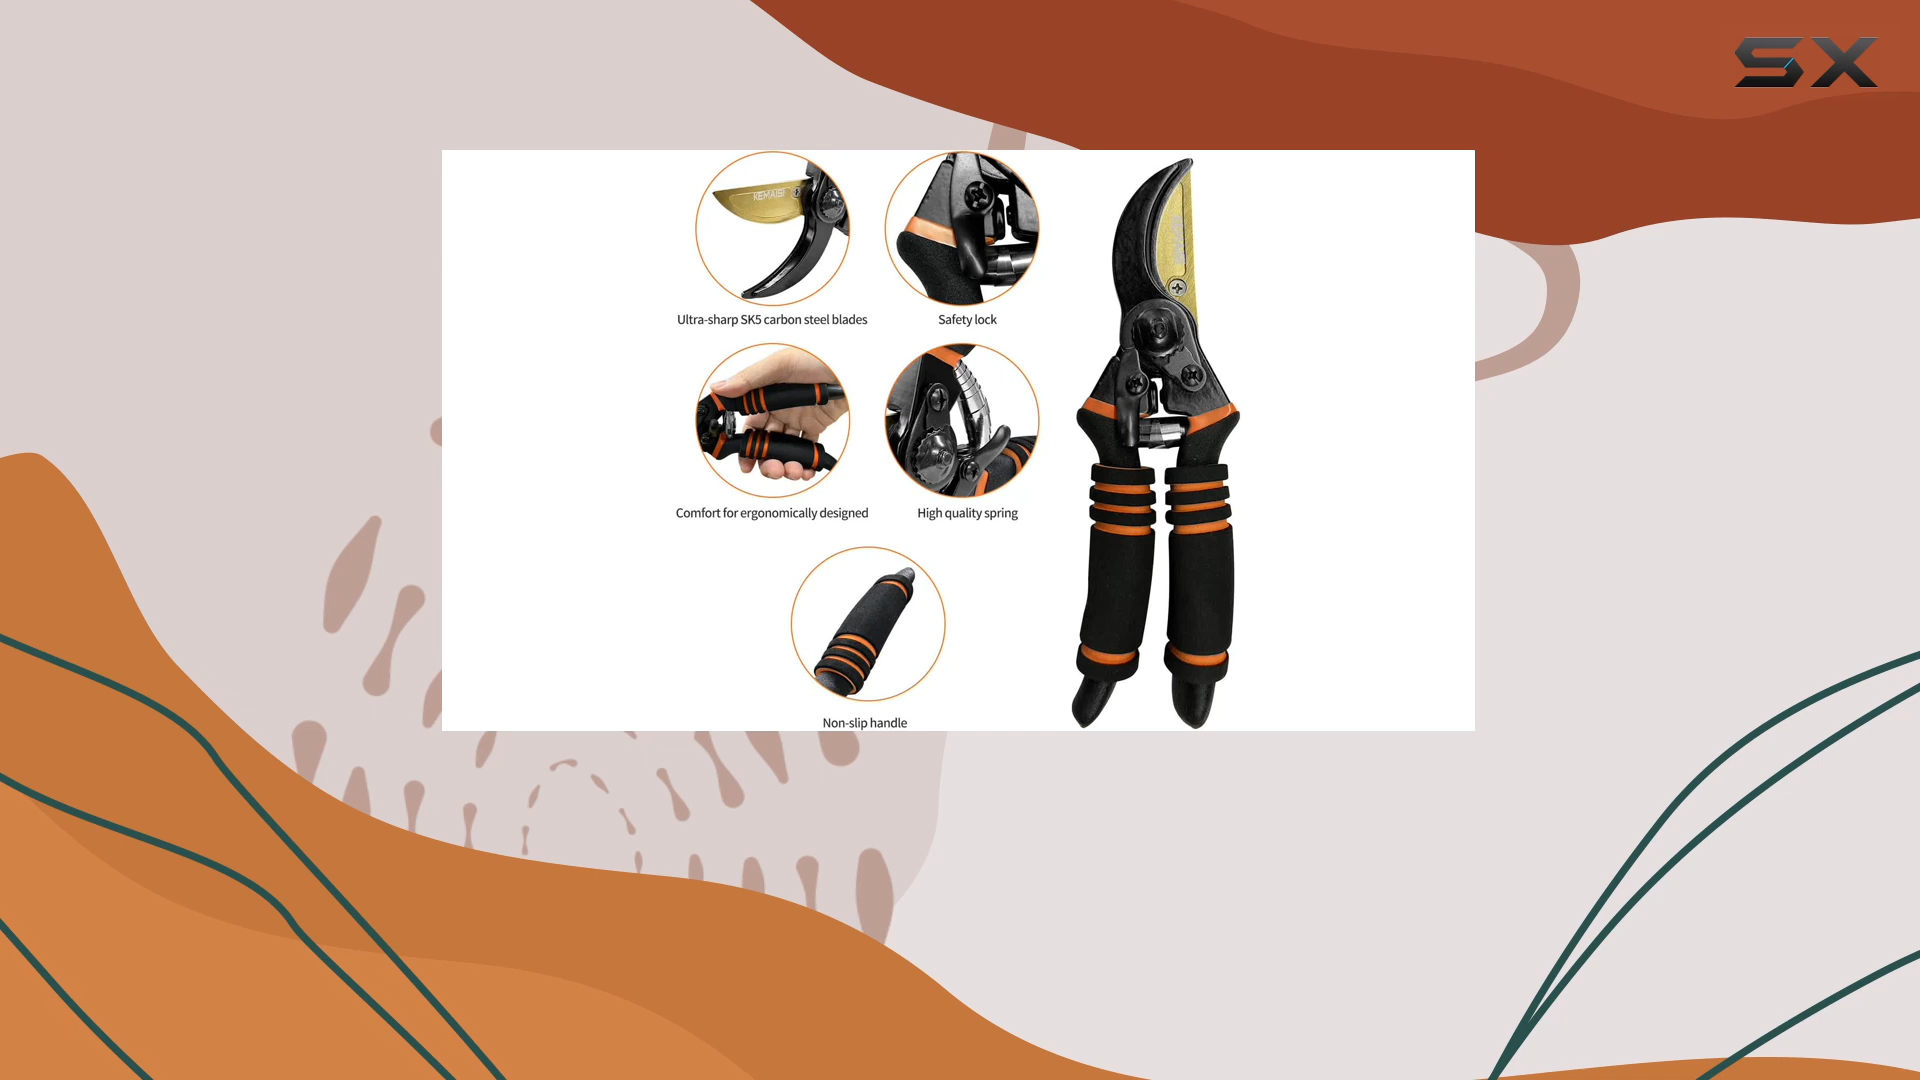 SX
KEMAISI
Ultra-sharp SK5 carbon steel blades
Safety lock
Comfort for ergonomically designed
High quality spring
Non-slip handle